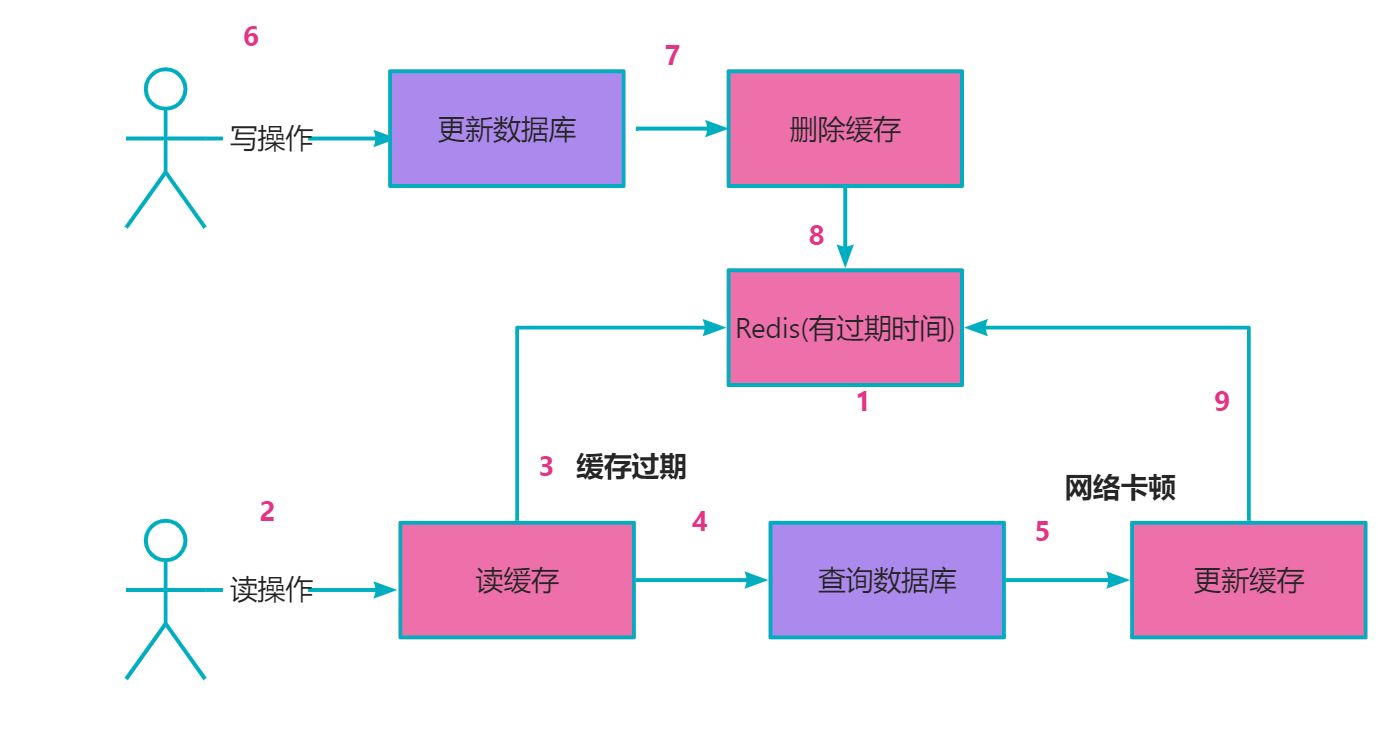 6
7
写操作
更新数据库
删除缓存
8
Redis(有过期时间)
1
9
3 缓存过期
网络卡顿
2
4
5
读操作
读缓存
查询数据库
更新缓存